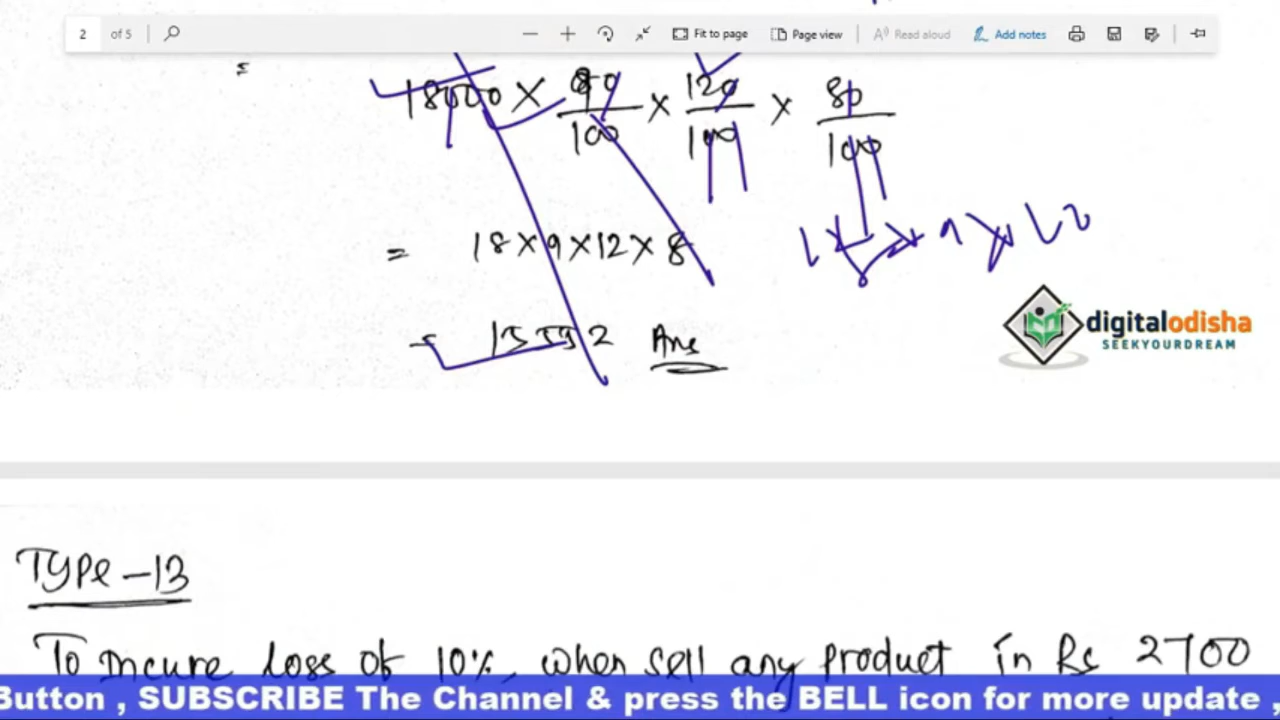 2 of 5 Fit to page Page view Read aloud Add notes
=
18000 × 90/100 × 120/100 × 80/100
= 18×9×12×8
= 15552 Ans
digitalodisha
SEEKYOURDREAM
Type-13
To incure loss of 10%, when sell any product in Rs 2700
Button , SUBSCRIBE The Channel & press the BELL icon for more update ,